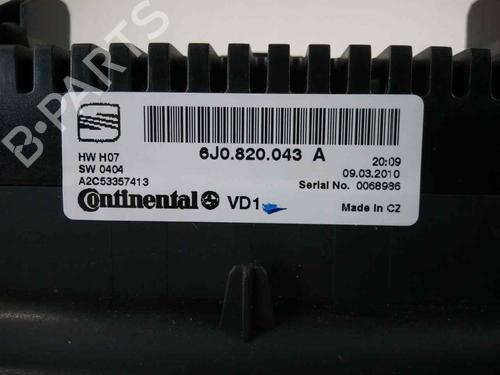 B-PARTS
6J0.820.043 A
HW H07
SW 0404
A2C53357413
20:09
09.03.2010
Serial No. 0068986
Continental VD1
Made in CZ